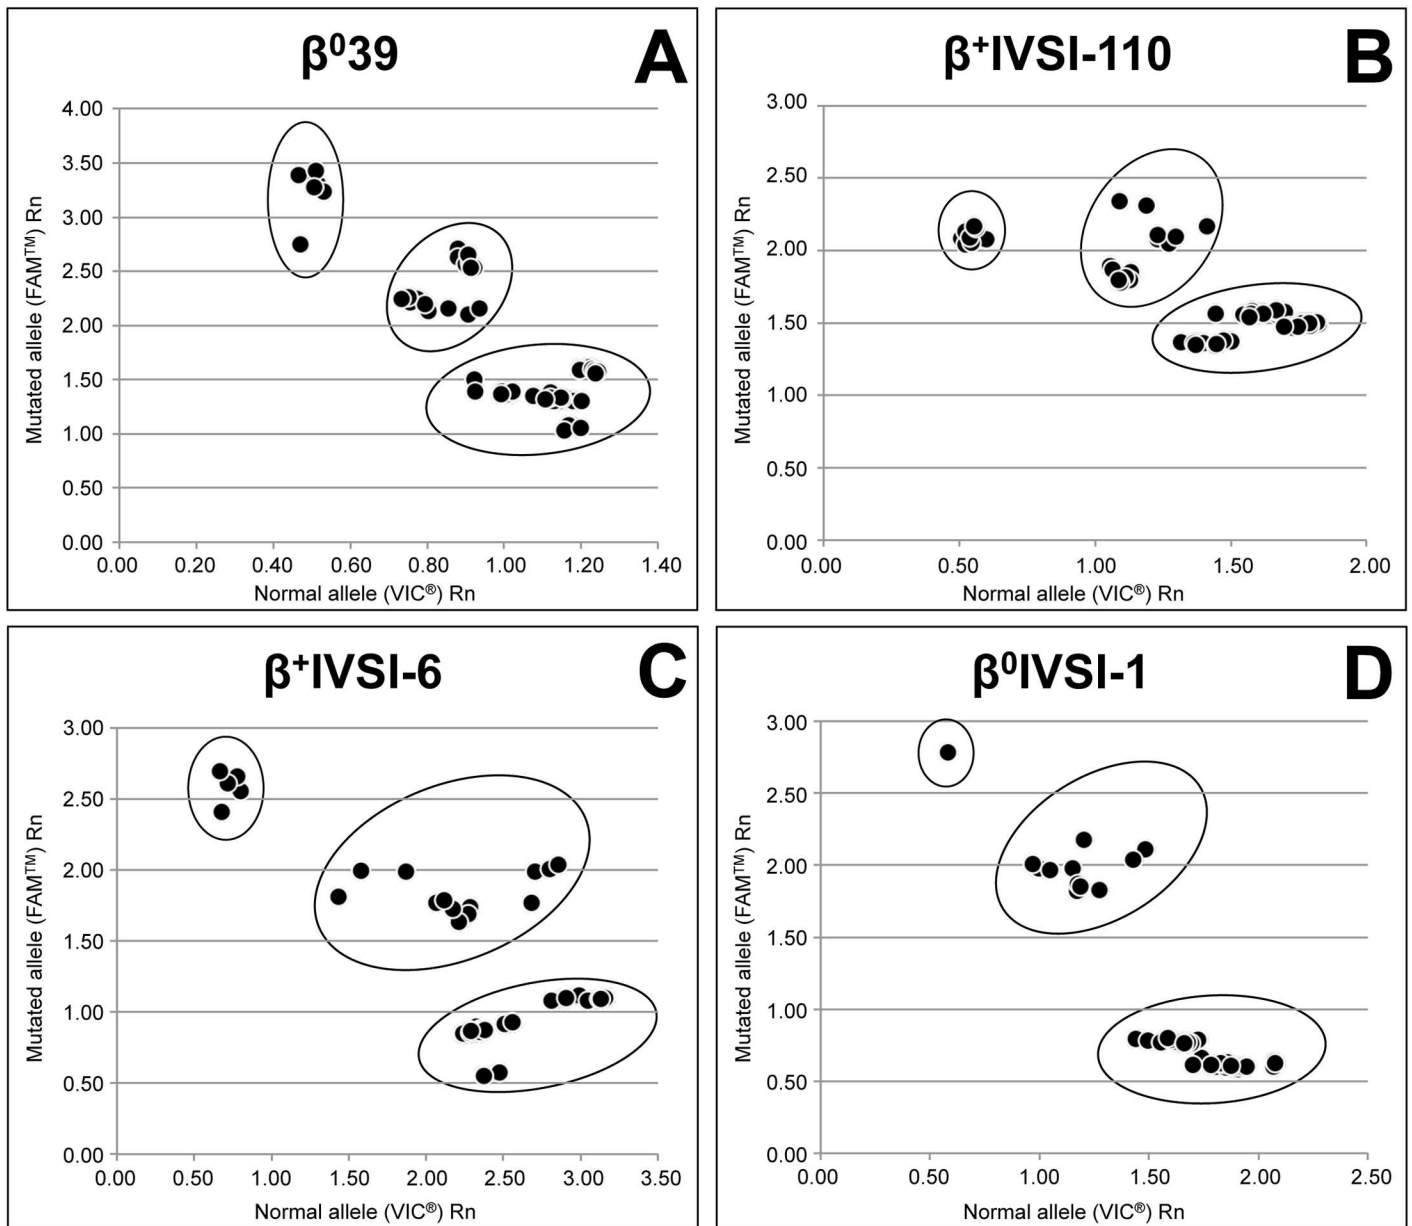 β⁰39
A
4.00
3.50
3.00
2.50
2.00
1.50
1.00
0.50
0.00
Mutated allele (FAM™) Rn
0.00 0.20 0.40 0.60 0.80 1.00 1.20 1.40
Normal allele (VIC®) Rn
β⁺IVSI-110
B
3.00
2.50
2.00
1.50
1.00
0.50
0.00
Mutated allele (FAM™) Rn
0.00 0.50 1.00 1.50 2.00
Normal allele (VIC®) Rn
β⁺IVSI-6
C
3.00
2.50
2.00
1.50
1.00
0.50
0.00
Mutated allele (FAM™) Rn
0.00 0.50 1.00 1.50 2.00 2.50 3.00 3.50
Normal allele (VIC®) Rn
β⁰IVSI-1
D
3.00
2.50
2.00
1.50
1.00
0.50
0.00
Mutated allele (FAM™) Rn
0.00 0.50 1.00 1.50 2.00 2.50
Normal allele (VIC®) Rn